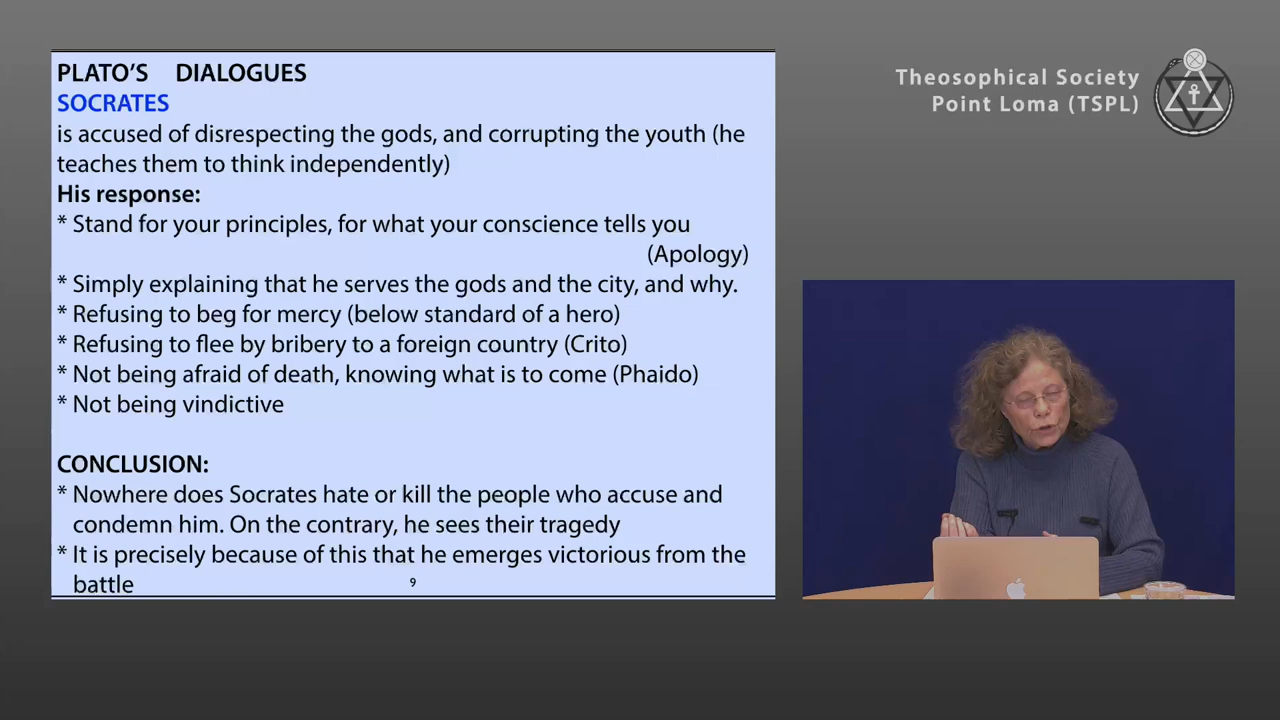 PLATO'S DIALOGUES
SOCRATES
is accused of disrespecting the gods, and corrupting the youth (he
teaches them to think independently)
His response:
* Stand for your principles, for what your conscience tells you
(Apology)
* Simply explaining that he serves the gods and the city, and why.
* Refusing to beg for mercy (below standard of a hero)
* Refusing to flee by bribery to a foreign country (Crito)
* Not being afraid of death, knowing what is to come (Phaido)
* Not being vindictive
CONCLUSION:
* Nowhere does Socrates hate or kill the people who accuse and
condemn him. On the contrary, he sees their tragedy
* It is precisely because of this that he emerges victorious from the
battle
9
Theosophical Society
Point Loma (TSPL)